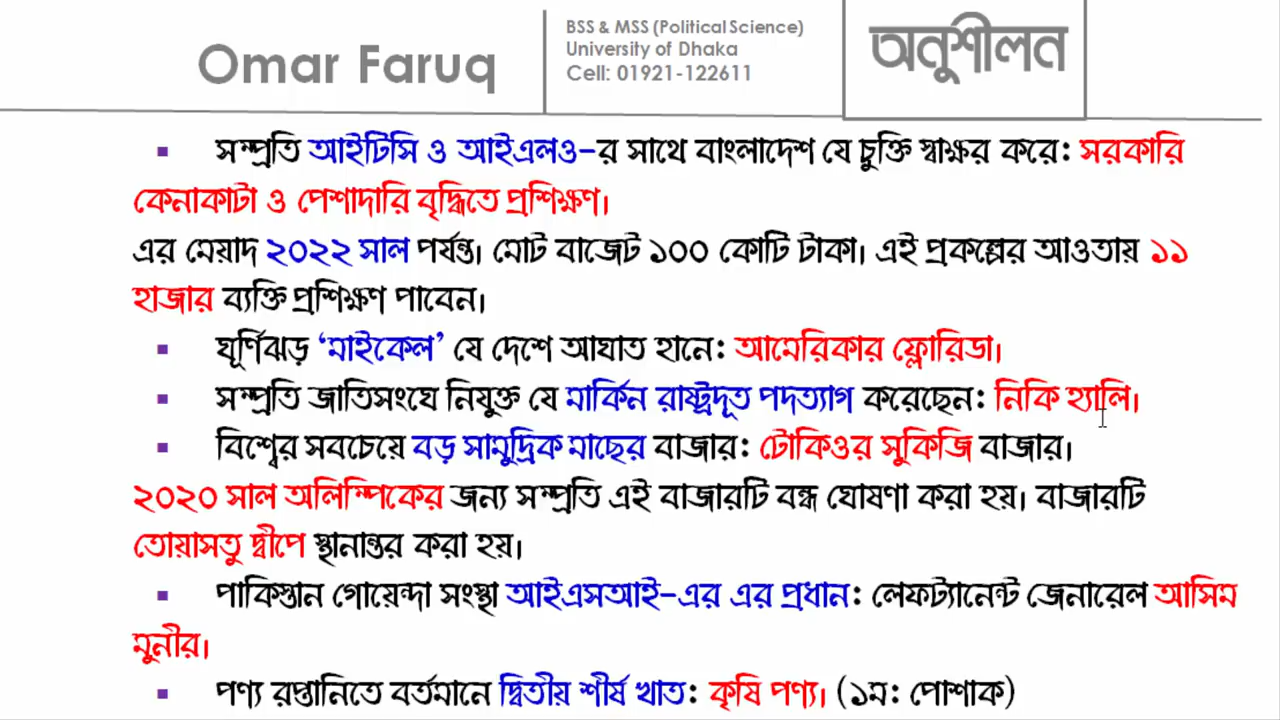 Omar Faruq
BSS & MSS (Political Science)
University of Dhaka
Cell: 01921-122611
অনুশীলন
▪ সম্প্রতি আইটিসি ও আইএলও-র সাথে বাংলাদেশ যে চুক্তি স্বাক্ষর করে: সরকারি
কেনাকাটা ও পেশাদারি বৃদ্ধিতে প্রশিক্ষণ।
এর মেয়াদ ২০২২ সাল পর্যন্ত। মোট বাজেট ১০০ কোটি টাকা। এই প্রকল্পের আওতায় ১১
হাজার ব্যক্তি প্রশিক্ষণ পাবেন।
▪ ঘূর্ণিঝড় ‘মাইকেল’ যে দেশে আঘাত হানে: আমেরিকার ফ্লোরিডা।
▪ সম্প্রতি জাতিসংঘে নিযুক্ত যে মার্কিন রাষ্ট্রদূত পদত্যাগ করেছেন: নিকি হ্যালি।
▪ বিশ্বের সবচেয়ে বড় সামুদ্রিক মাছের বাজার: টোকিওর সুকিজি বাজার।
২০২০ সাল অলিম্পিকের জন্য সম্প্রতি এই বাজারটি বন্ধ ঘোষণা করা হয়। বাজারটি
তোয়াসতু দ্বীপে স্থানান্তর করা হয়।
▪ পাকিস্তান গোয়েন্দা সংস্থা আইএসআই-এর এর প্রধান: লেফট্যানেন্ট জেনারেল আসিম
মুনীর।
▪ পণ্য রপ্তানিতে বর্তমানে দ্বিতীয় শীর্ষ খাত: কৃষি পণ্য। (১ম: পোশাক)